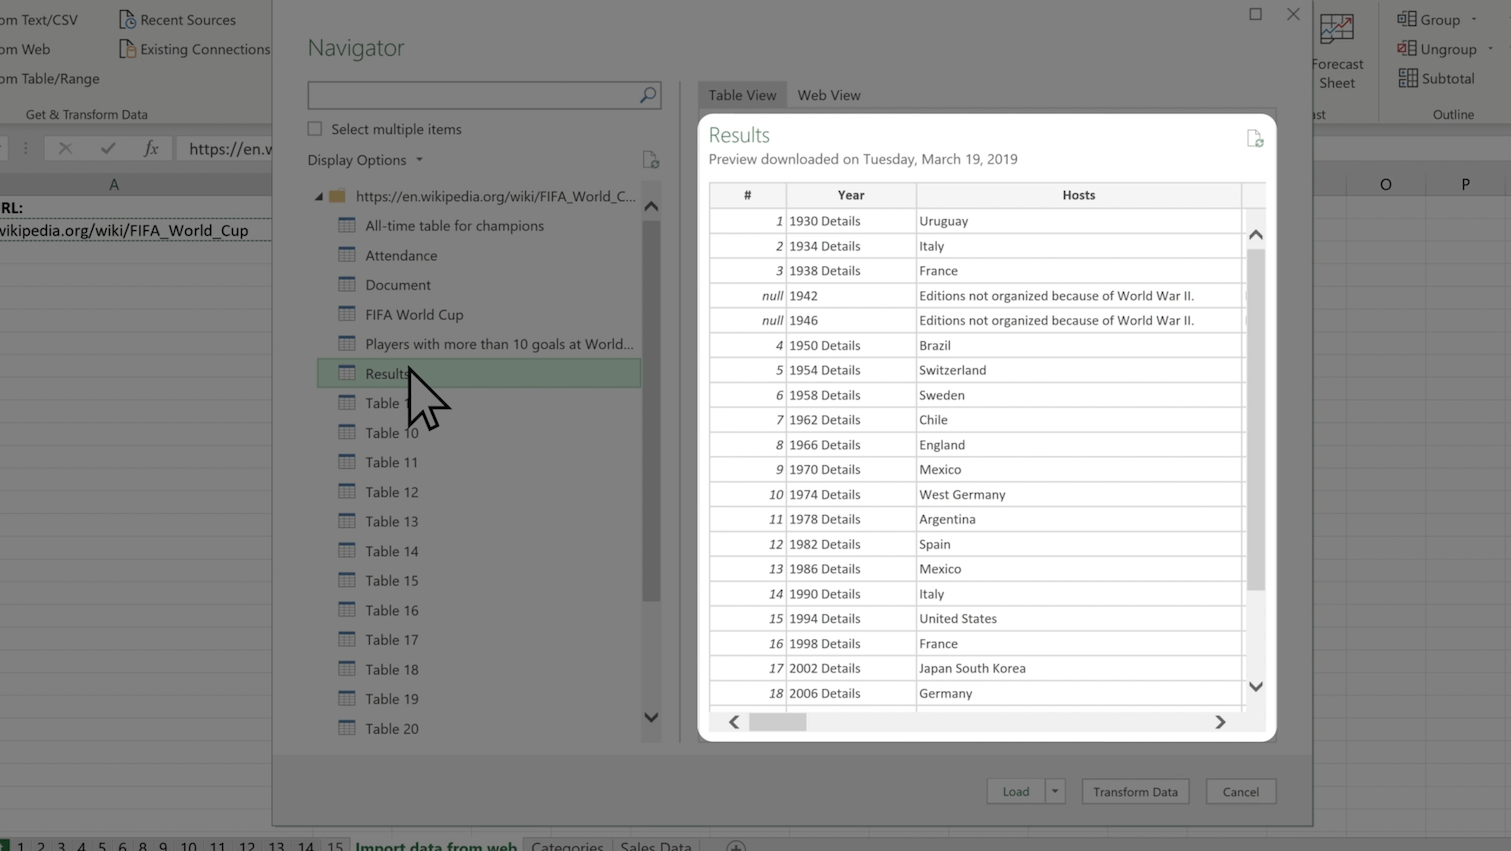 om Text/CSV
Recent Sources
om Web
Existing Connections
om Table/Range
Get & Transform Data
Forecast
Sheet
Group
Ungroup
Subtotal
ast
Outline
fx
https://en.w
A
O
P
RL:
wikipedia.org/wiki/FIFA_World_Cup
Navigator
Select multiple items
Display Options
https://en.wikipedia.org/wiki/FIFA_World_C...
All-time table for champions
Attendance
Document
FIFA World Cup
Players with more than 10 goals at World...
Results
Table 1
Table 10
Table 11
Table 12
Table 13
Table 14
Table 15
Table 16
Table 17
Table 18
Table 19
Table 20
Table View
Web View
Results
Preview downloaded on Tuesday, March 19, 2019
# Year Hosts
1 1930 Details Uruguay
2 1934 Details Italy
3 1938 Details France
null 1942 Editions not organized because of World War II.
null 1946 Editions not organized because of World War II.
4 1950 Details Brazil
5 1954 Details Switzerland
6 1958 Details Sweden
7 1962 Details Chile
8 1966 Details England
9 1970 Details Mexico
10 1974 Details West Germany
11 1978 Details Argentina
12 1982 Details Spain
13 1986 Details Mexico
14 1990 Details Italy
15 1994 Details United States
16 1998 Details France
17 2002 Details Japan South Korea
18 2006 Details Germany
Load
Transform Data
Cancel
1 2 3 4 5 6 7 8 9 10 11 12 13 14 15 Import data from web Categories Sales Data